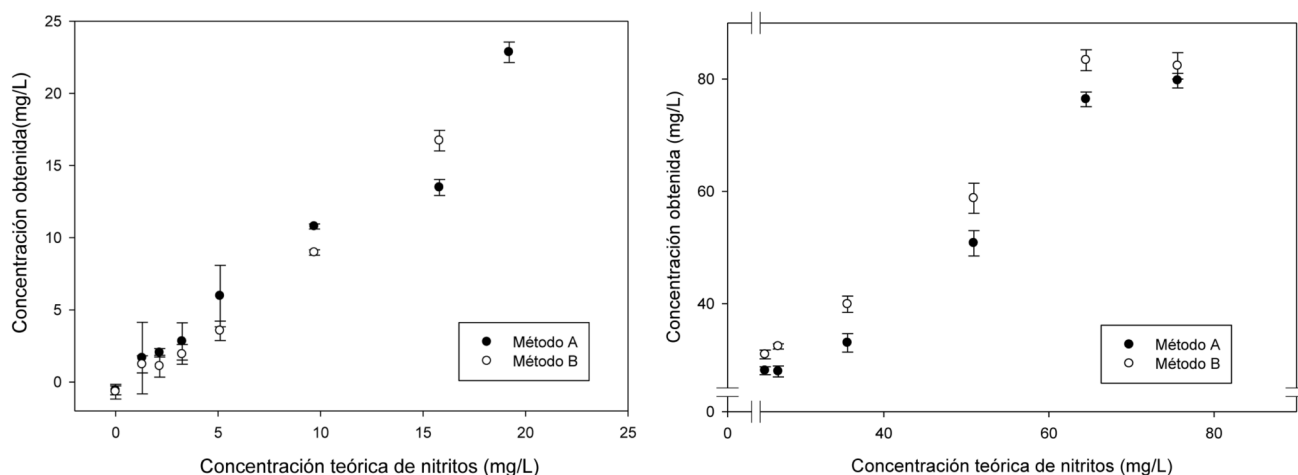 Concentración obtenida(mg/L)
25
20
15
10
5
0
0
5
10
15
20
25
Concentración teórica de nitritos (mg/L)
Método A
Método B
Concentración obtenida (mg/L)
80
60
40
0
0
40
60
80
Concentración teórica de nitritos (mg/L)
Método A
Método B